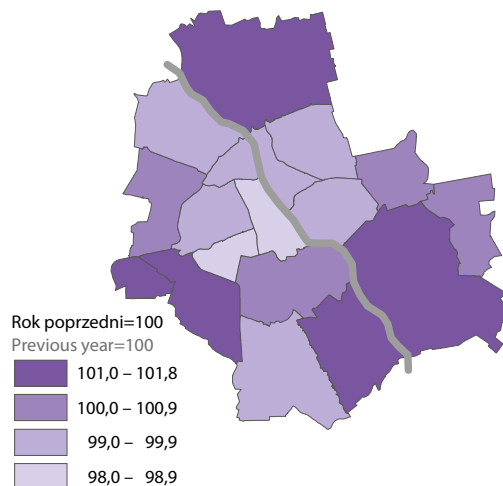 Rok poprzedni=100
Previous year=100
101,0 – 101,8
100,0 – 100,9
99,0 – 99,9
98,0 – 98,9